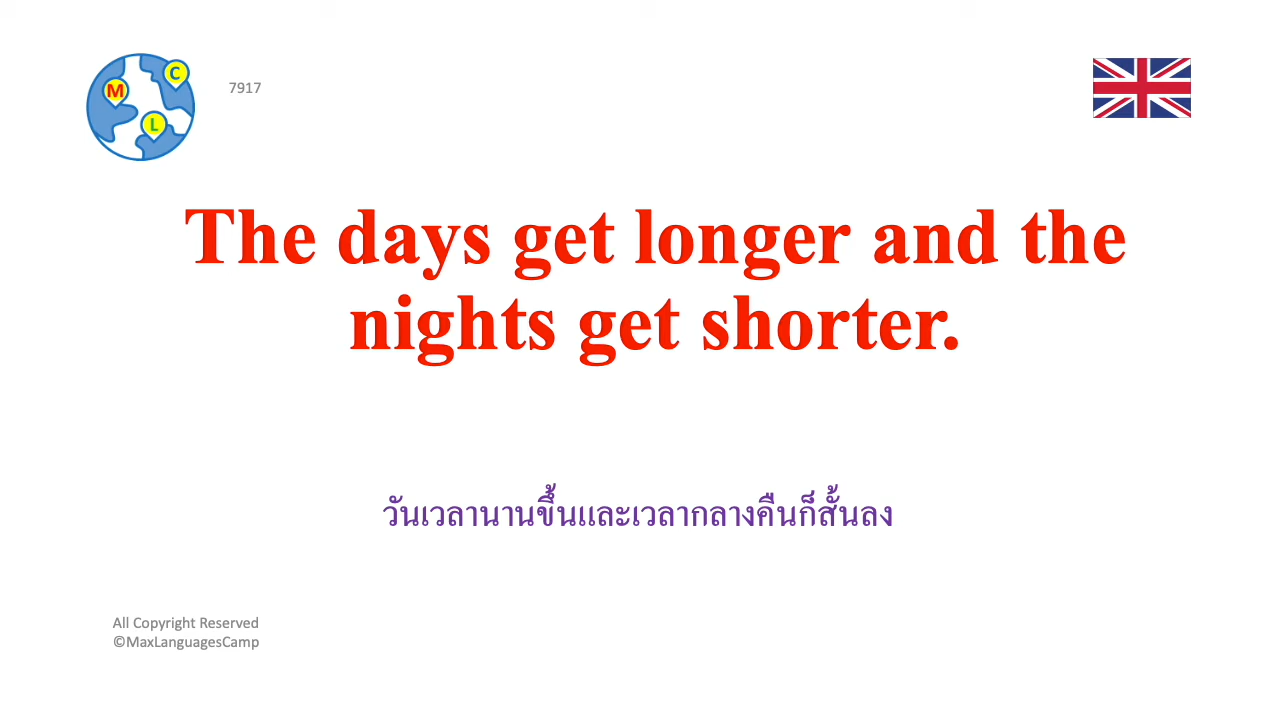 M
C
L
7917
The days get longer and the
nights get shorter.
วันเวลานานขึ้นและเวลากลางคืนก็สั้นลง
All Copyright Reserved
©MaxLanguagesCamp